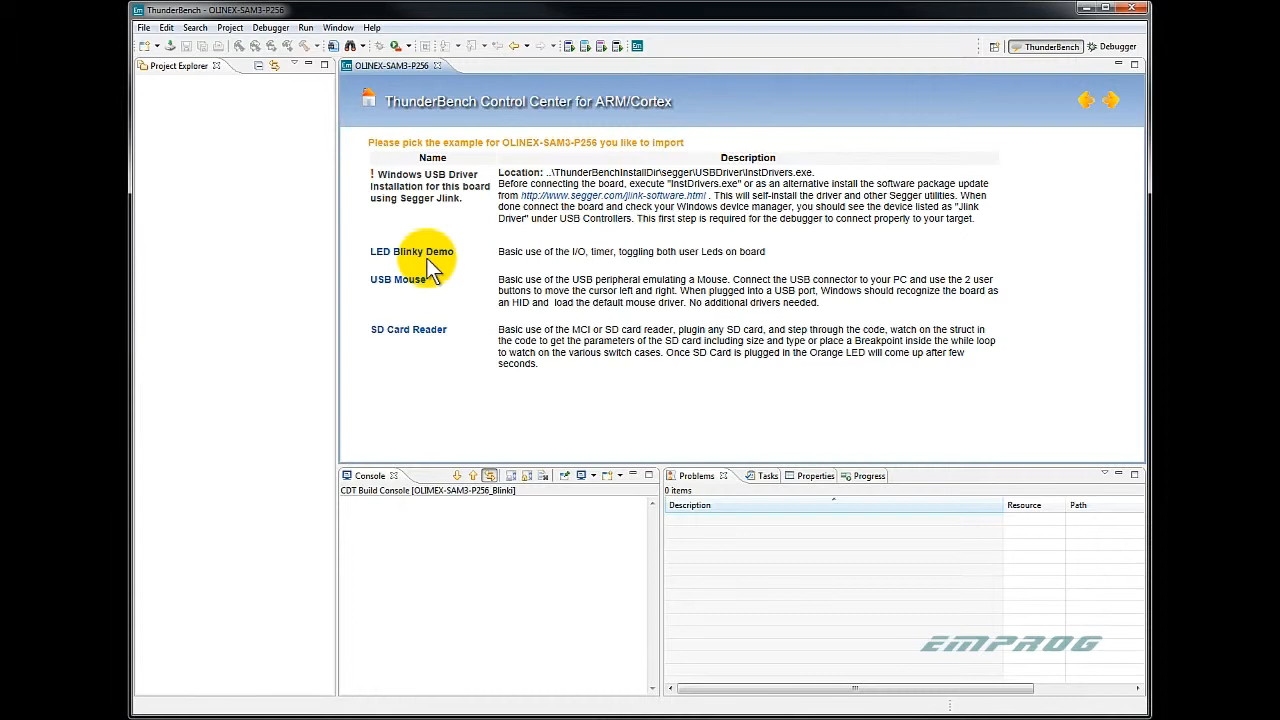 ThunderBench - OLINEX-SAM3-P256
File Edit Search Project Debugger Run Window Help
ThunderBench Debugger
Project Explorer
OLINEX-SAM3-P256
ThunderBench Control Center for ARM/Cortex
Please pick the example for OLINEX-SAM3-P256 you like to import
Name Description
! Windows USB Driver
Installation for this board
using Segger Jlink.
Location: ..\ThunderBenchInstallDir\segger\USBDriver\InstDrivers.exe.
Before connecting the board, execute "InstDrivers.exe" or as an alternative install the software package update
from http://www.segger.com/jlink-software.html . This will self-install the driver and other Segger utilities. When
done connect the board and check your Windows device manager, you should see the device listed as "Jlink
Driver" under USB Controllers. This first step is required for the debugger to connect properly to your target.
LED Blinky Demo
Basic use of the I/O, timer, toggling both user Leds on board
USB Mouse
Basic use of the USB peripheral emulating a Mouse. Connect the USB connector to your PC and use the 2 user
buttons to move the cursor left and right. When plugged into a USB port, Windows should recognize the board as
an HID and load the default mouse driver. No additional drivers needed.
SD Card Reader
Basic use of the MCI or SD card reader, plugin any SD card, and step through the code, watch on the struct in
the code to get the parameters of the SD card including size and type or place a Breakpoint inside the while loop
to watch on the various switch cases. Once SD Card is plugged in the Orange LED will come up after few
seconds.
Console
CDT Build Console [OLIMEX-SAM3-P256_Blinki]
Problems Tasks Properties Progress
0 items
Description Resource Path
EMPROG